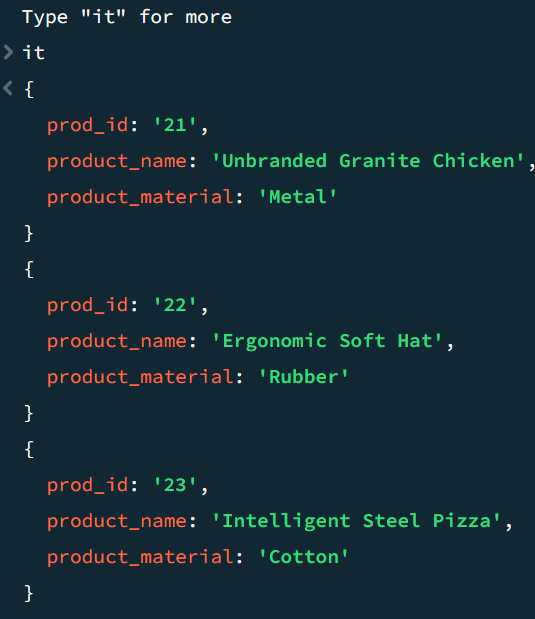 Type "it" for more
it
{
prod_id: '21',
product_name: 'Unbranded Granite Chicken',
product_material: 'Metal'
}
{
prod_id: '22',
product_name: 'Ergonomic Soft Hat',
product_material: 'Rubber'
}
{
prod_id: '23',
product_name: 'Intelligent Steel Pizza',
product_material: 'Cotton'
}